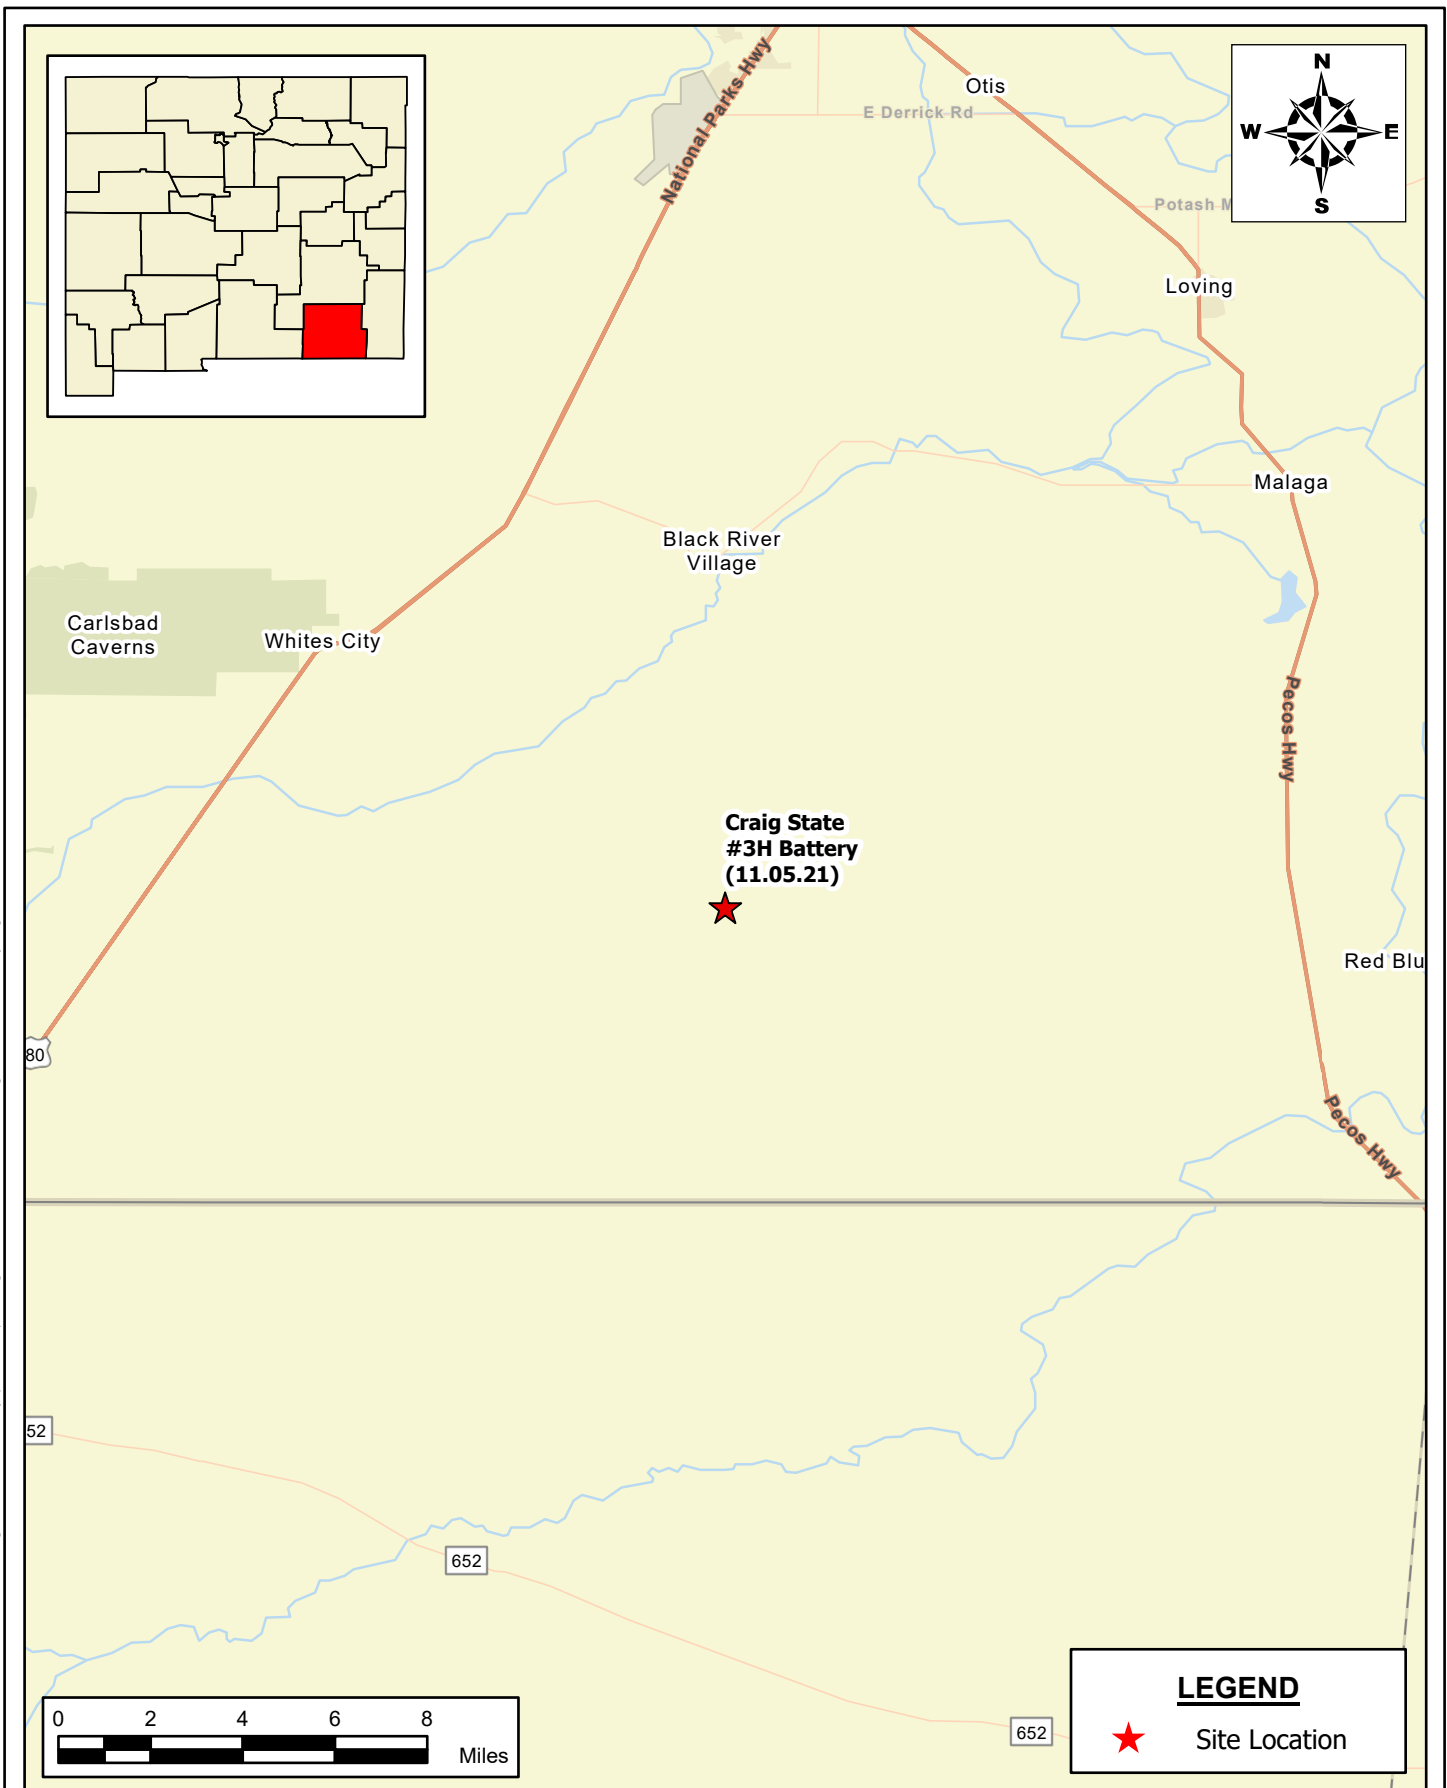 National Parks Hwy
Otis
E Derrick Rd
N
W
E
S
Potash M
Loving
Malaga
Black River
Village
Carlsbad
Caverns
Whites City
Pecos Hwy
Craig State
#3H Battery
(11.05.21)
Red Blu
80
Pecos Hwy
52
652
652
0 2 4 6 8
Miles
LEGEND
Site Location